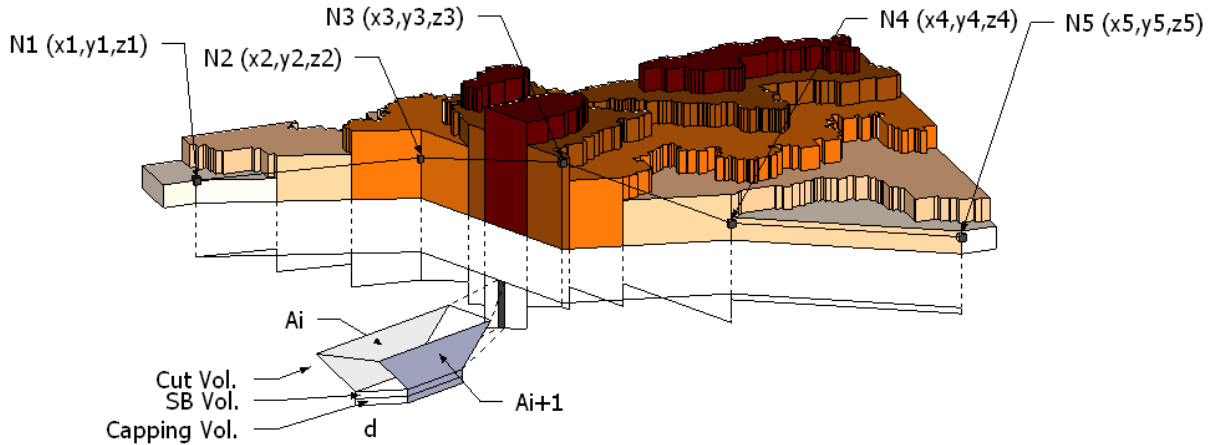 N3 (x3,y3,z3)
N4 (x4,y4,z4)
N5 (x5,y5,z5)
N1 (x1,y1,z1)
N2 (x2,y2,z2)
Ai
Cut Vol.
SB Vol.
Ai+1
Capping Vol.
d